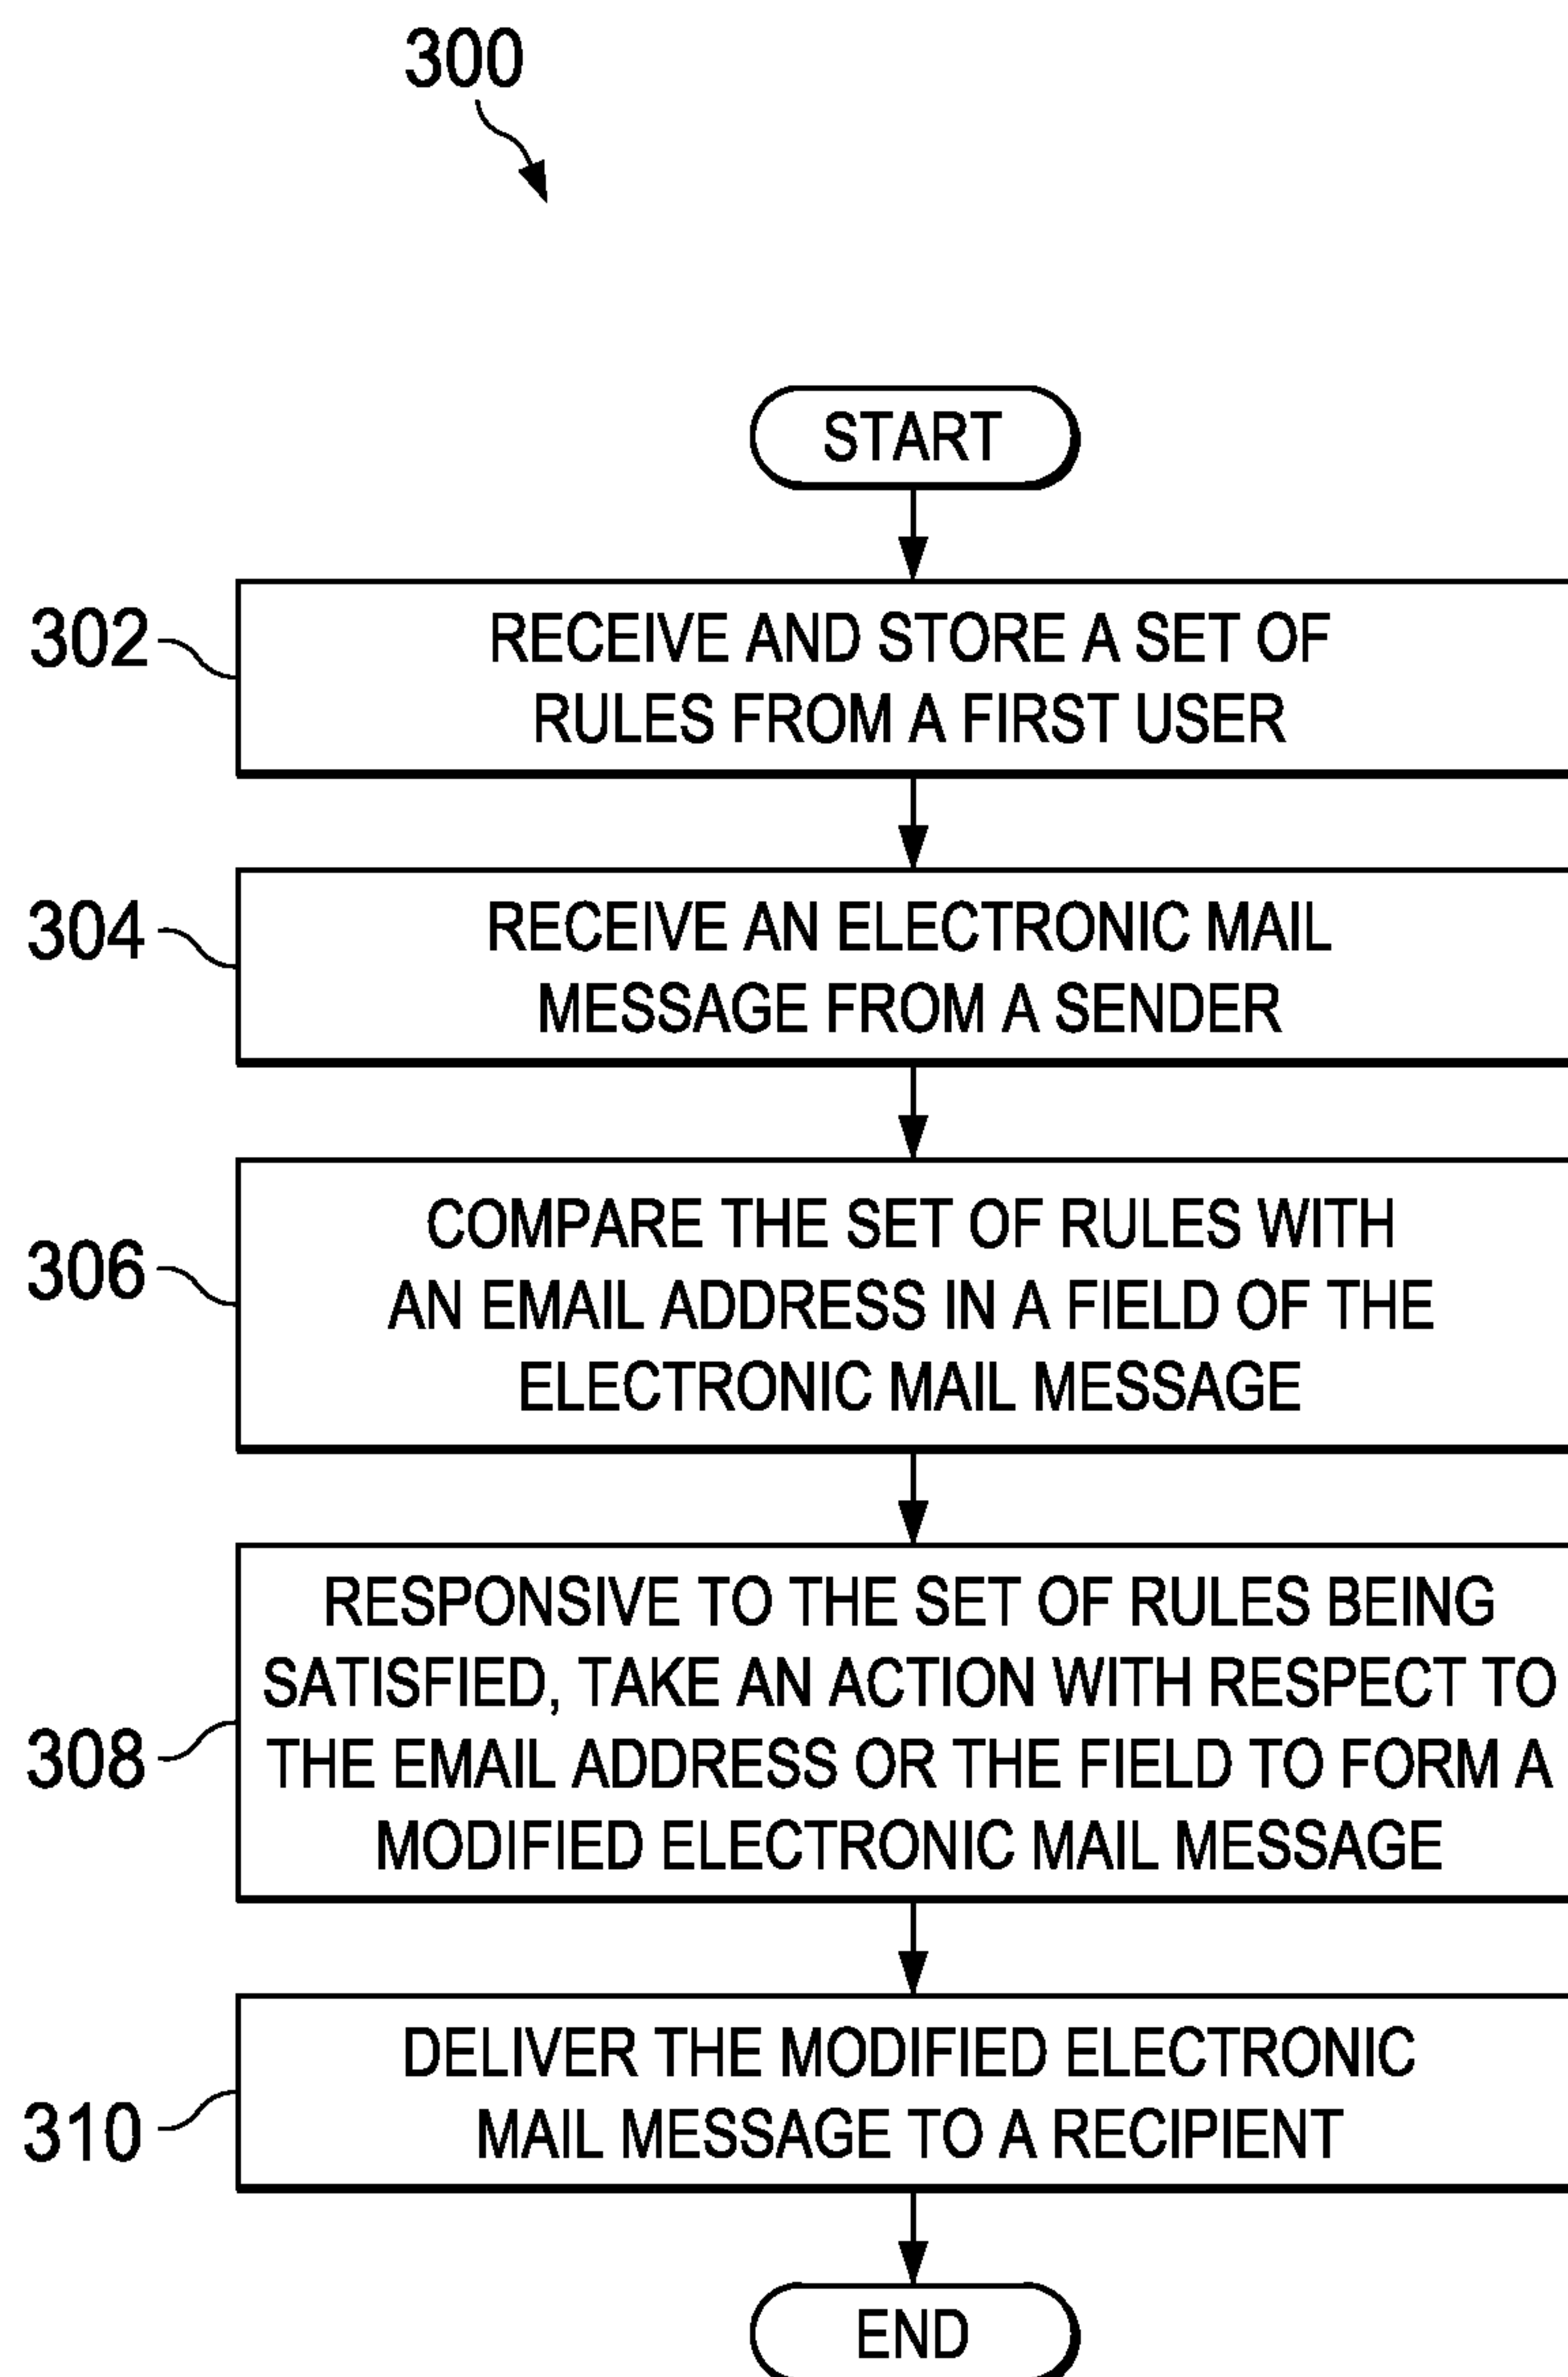 300
START
302
RECEIVE AND STORE A SET OF
RULES FROM A FIRST USER
304
RECEIVE AN ELECTRONIC MAIL
MESSAGE FROM A SENDER
306
COMPARE THE SET OF RULES WITH
AN EMAIL ADDRESS IN A FIELD OF THE
ELECTRONIC MAIL MESSAGE
308
RESPONSIVE TO THE SET OF RULES BEING
SATISFIED, TAKE AN ACTION WITH RESPECT TO
THE EMAIL ADDRESS OR THE FIELD TO FORM A
MODIFIED ELECTRONIC MAIL MESSAGE
310
DELIVER THE MODIFIED ELECTRONIC
MAIL MESSAGE TO A RECIPIENT
END